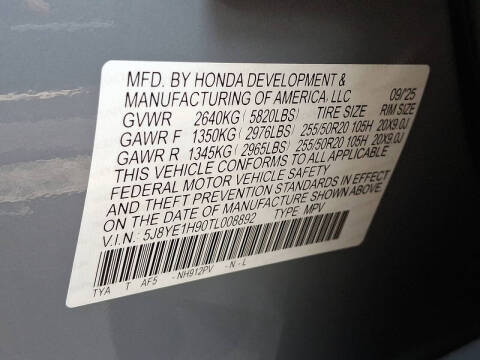 MFD. BY HONDA DEVELOPMENT &
MANUFACTURING OF AMERICA, LLC 09/25
GVWR 2640KG (5820LBS) TIRE SIZE RIM SIZE
GAWR F 1350KG (2976LBS) 255/50R20 105H 20X9.0J
GAWR R 1345KG (2965LBS) 255/50R20 105H 20X9.0J
THIS VEHICLE CONFORMS TO ALL APPLICABLE
FEDERAL MOTOR VEHICLE SAFETY
AND THEFT PREVENTION STANDARDS IN EFFECT
ON THE DATE OF MANUFACTURE SHOWN ABOVE.
V.I.N.: 5J8YE1H90TL008892 TYPE MPV
TYA T AF5 -NH912PV -N-L